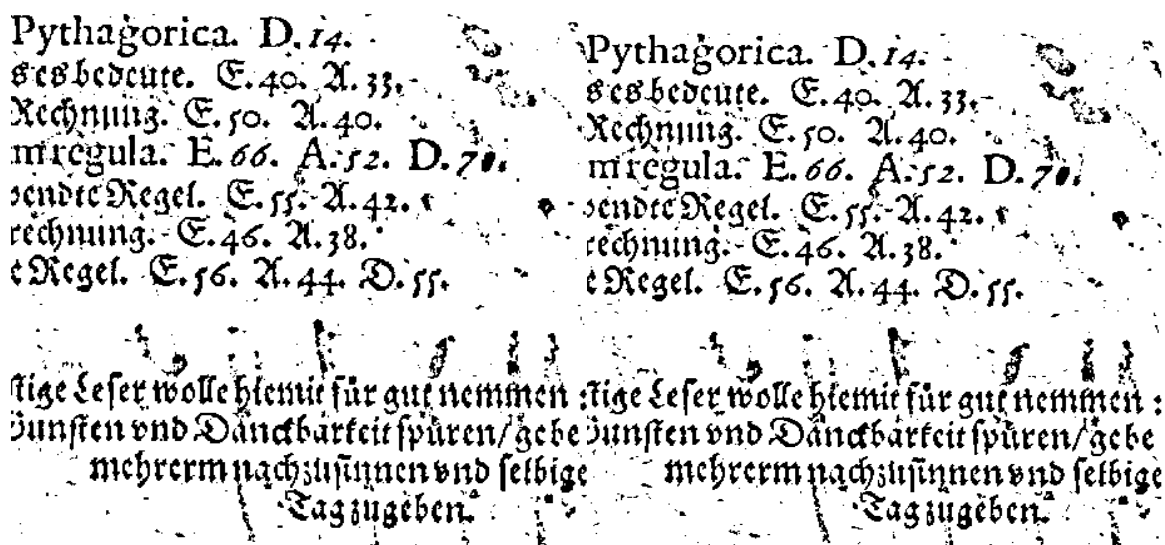 Pythagorica. D. 14.
s es bedeute. E. 40. A. 33.
Rechnung. E. 50. A. 40.
m regula. E. 66. A. 52. D. 70.
endte Regel. E. 55. A. 42.
rechnung. E. 46. A. 38.
e Regel. E. 56. A. 44. D. 55.
ſtige Leſer wolle hiemit für gut nemmen :
unſten vnd Danckbarkeit ſpüren/ gebe
mehrerm nachzuſinnen vnd ſelbige
Tag zugeben.
Pythagorica. D. 14.
s es bedeute. E. 40. A. 33.
Rechnung. E. 50. A. 40.
m regula. E. 66. A. 52. D. 70.
endte Regel. E. 55. A. 42.
rechnung. E. 46. A. 38.
e Regel. E. 56. A. 44. D. 55.
ſtige Leſer wolle hiemit für gut nemmen :
unſten vnd Danckbarkeit ſpüren/ gebe
mehrerm nachzuſinnen vnd ſelbige
Tag zugeben.